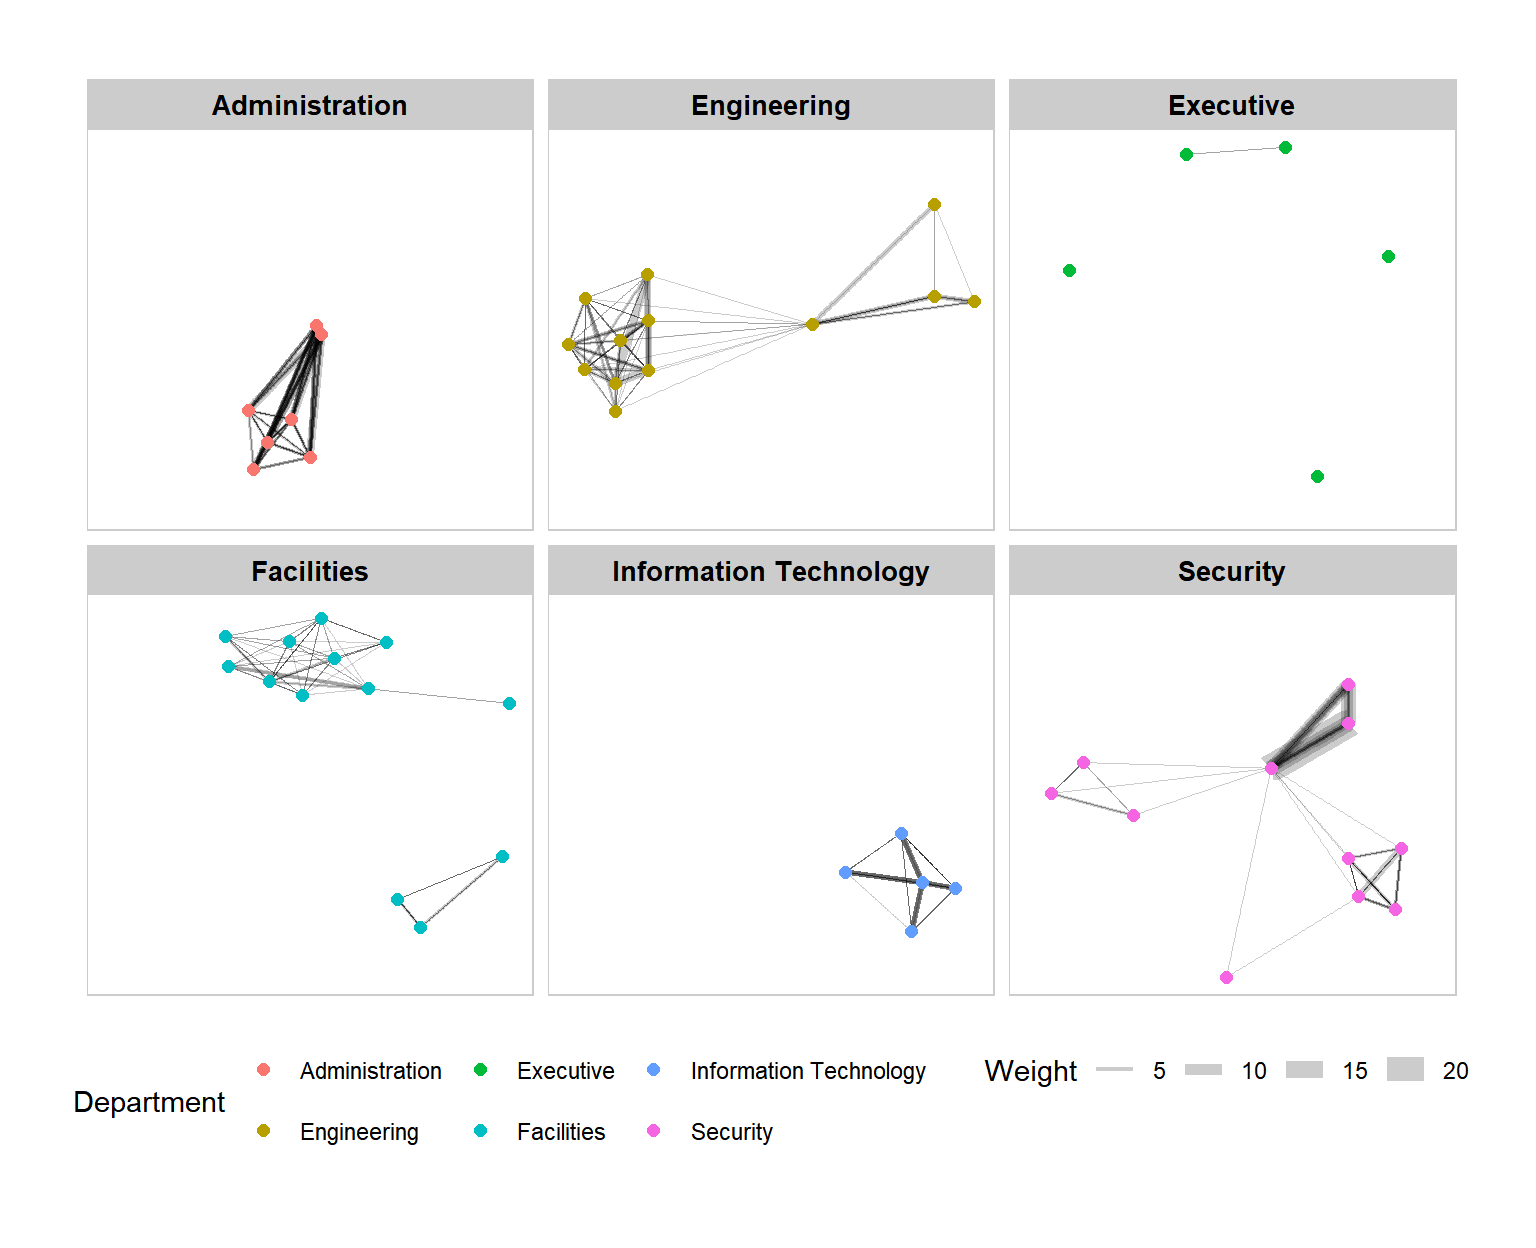 Administration
Engineering
Executive
Facilities
Information Technology
Security
Department
Administration
Executive
Information Technology
Engineering
Facilities
Security
Weight
5
10
15
20